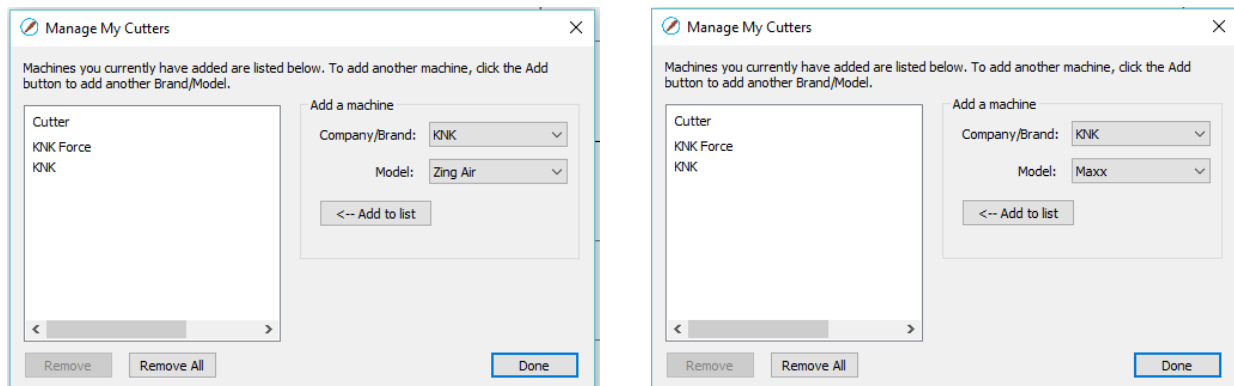 Manage My Cutters
Machines you currently have added are listed below. To add another machine, click the Add
button to add another Brand/Model.
Cutter
KNK Force
KNK
Add a machine
Company/Brand: KNK
Model: Zing Air
<-- Add to list
Remove
Remove All
Done
Manage My Cutters
Machines you currently have added are listed below. To add another machine, click the Add
button to add another Brand/Model.
Cutter
KNK Force
KNK
Add a machine
Company/Brand: KNK
Model: Maxx
<-- Add to list
Remove
Remove All
Done